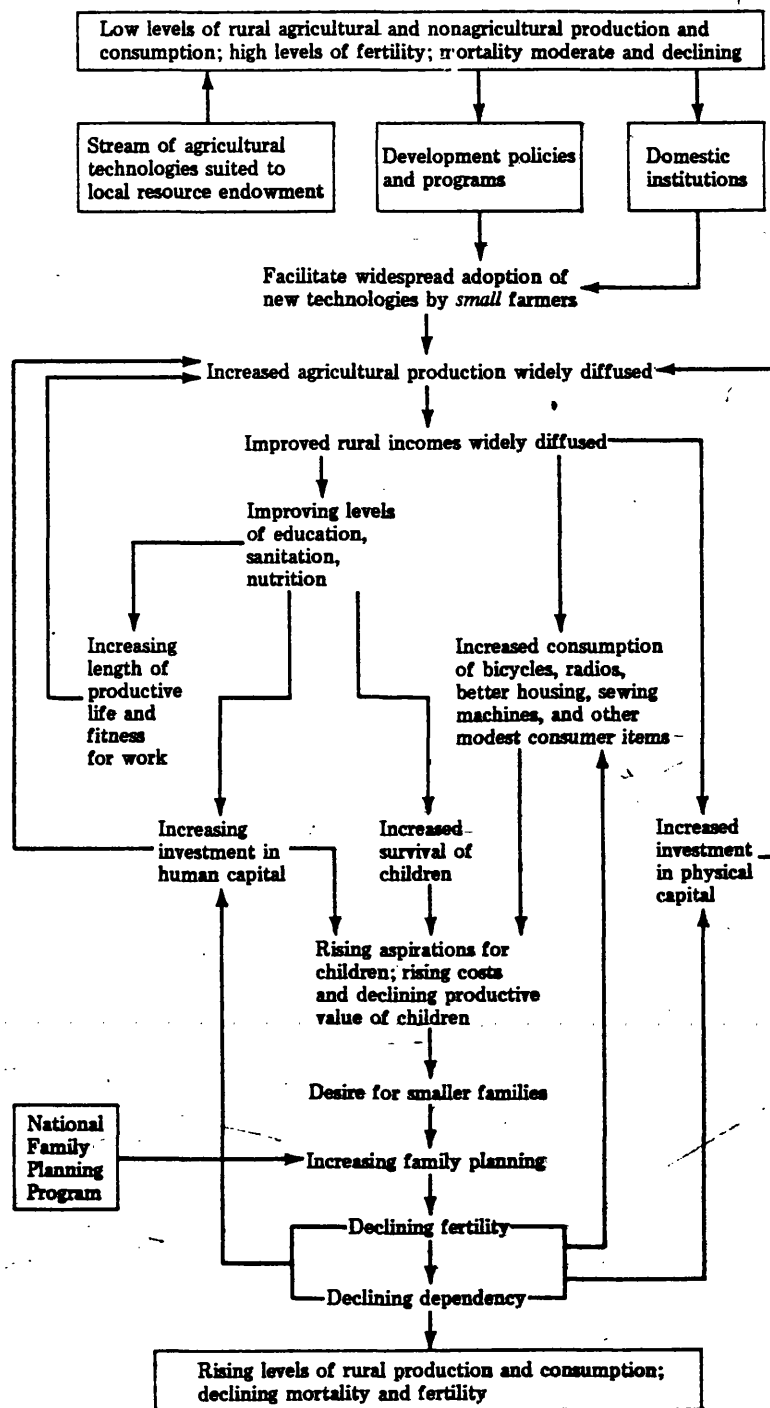 Low levels of rural agricultural and nonagricultural production and
consumption; high levels of fertility; mortality moderate and declining
Stream of agricultural
technologies suited to
local resource endowment
Development policies
and programs
Domestic
institutions
Facilitate widespread adoption of
new technologies by small farmers
Increased agricultural production widely diffused
Improved rural incomes widely diffused
Improving levels
of education,
sanitation,
nutrition
Increasing
length of
productive
life and
fitness
for work
Increased consumption
of bicycles, radios,
better housing, sewing
machines, and other
modest consumer items
Increasing
investment in
human capital
Increased
survival of
children
Increased
investment
in physical
capital
Rising aspirations for
children; rising costs
and declining productive
value of children
Desire for smaller families
National
Family
Planning
Program
Increasing family planning
Declining fertility
Declining dependency
Rising levels of rural production and consumption;
declining mortality and fertility